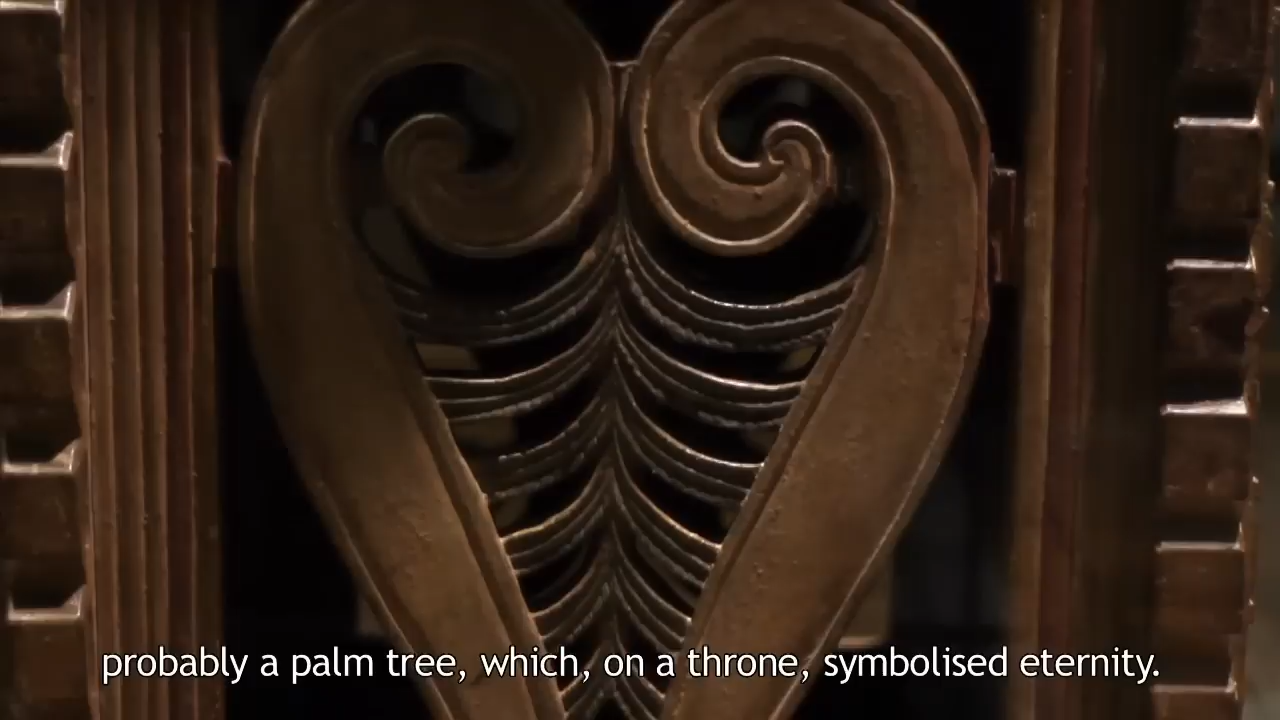 probably a palm tree, which, on a throne, symbolised eternity.